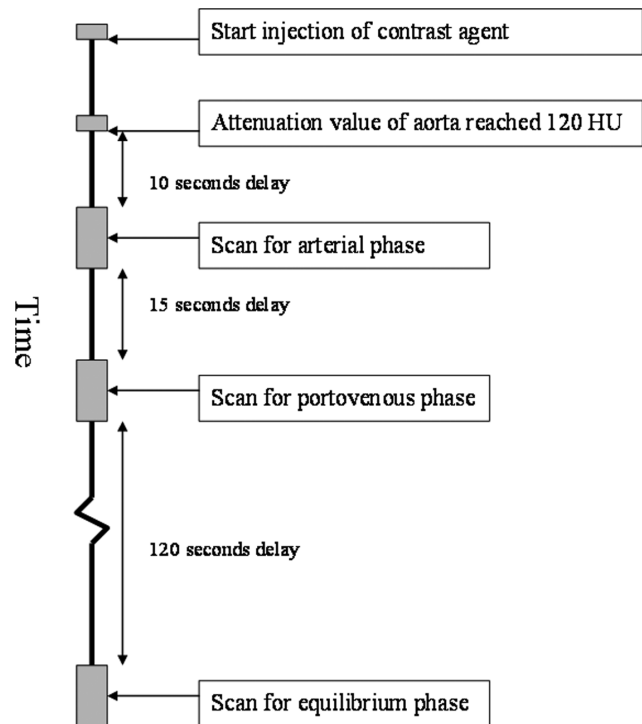 Start injection of contrast agent
Attenuation value of aorta reached 120 HU
10 seconds delay
Scan for arterial phase
15 seconds delay
Time
Scan for portovenous phase
120 seconds delay
Scan for equilibrium phase